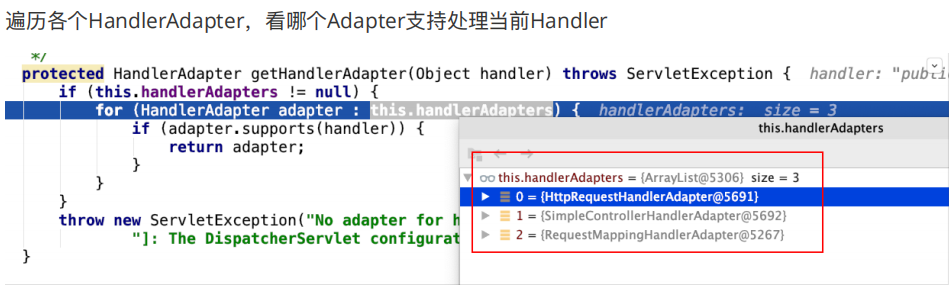 遍历各个HandlerAdapter，看哪个Adapter支持处理当前Handler
*/
protected HandlerAdapter getHandlerAdapter(Object handler) throws ServletException { handler: "publi
if (this.handlerAdapters != null) {
for (HandlerAdapter adapter : this.handlerAdapters) { handlerAdapters: size = 3
if (adapter.supports(handler)) {
return adapter;
}
}
}
throw new ServletException("No adapter for h
"]: The DispatcherServlet configurat
}
this.handlerAdapters
this.handlerAdapters = {ArrayList@5306} size = 3
0 = {HttpRequestHandlerAdapter@5691}
1 = {SimpleControllerHandlerAdapter@5692}
2 = {RequestMappingHandlerAdapter@5267}